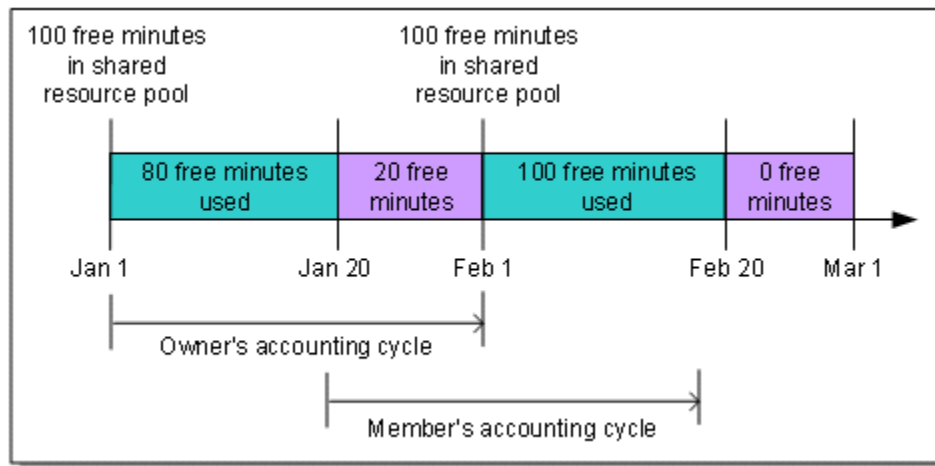 100 free minutes
in shared
resource pool
100 free minutes
in shared
resource pool
80 free minutes
used
20 free
minutes
100 free minutes
used
0 free
minutes
Jan 1
Jan 20
Feb 1
Feb 20
Mar 1
Owner's accounting cycle
Member's accounting cycle